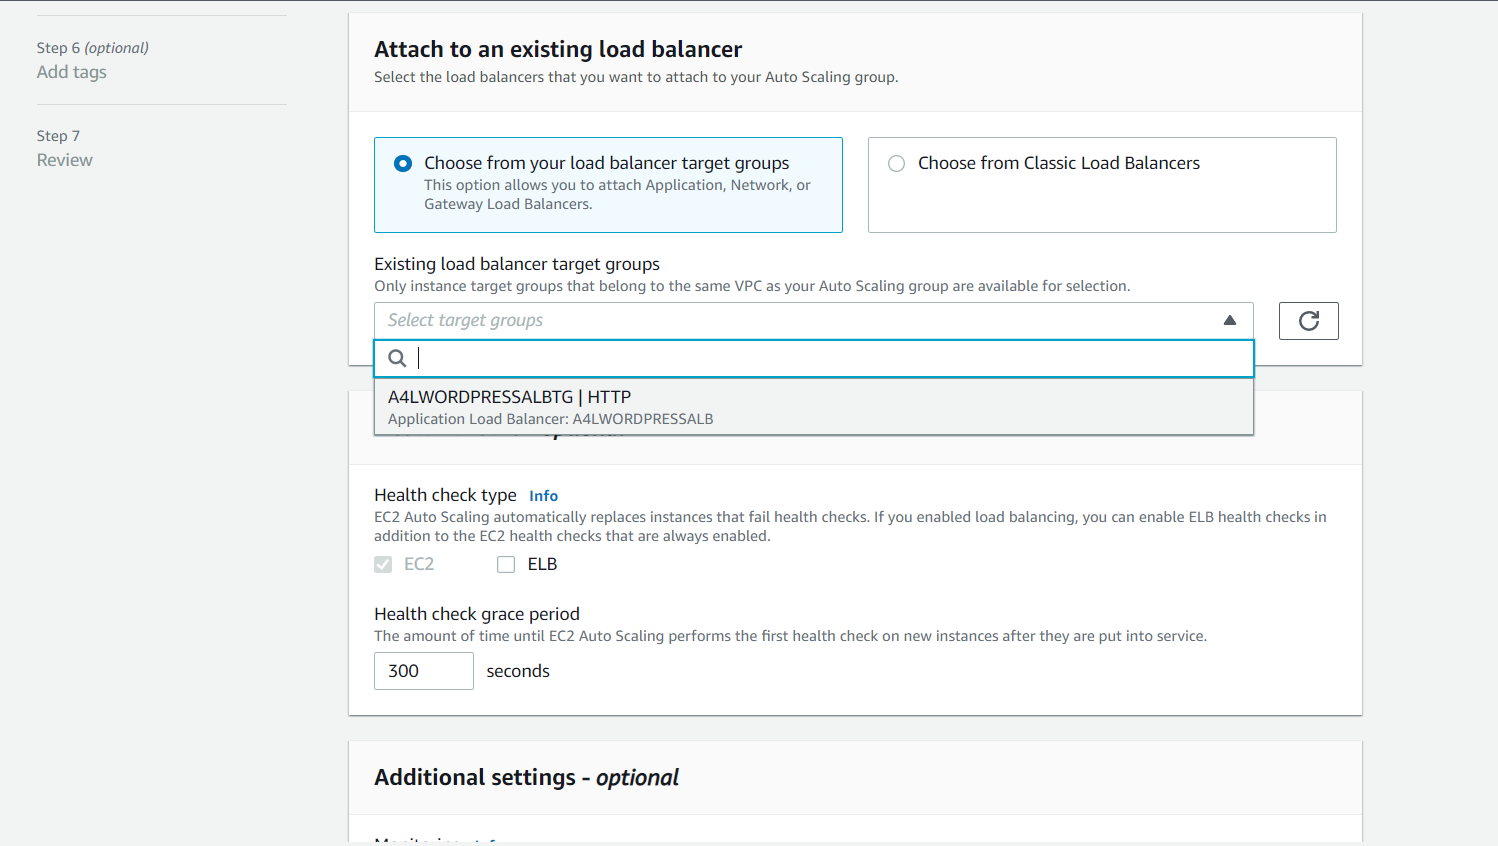 Step 6 (optional)
Add tags
Step 7
Review
Attach to an existing load balancer
Select the load balancers that you want to attach to your Auto Scaling group.
Choose from your load balancer target groups
This option allows you to attach Application, Network, or
Gateway Load Balancers.
Choose from Classic Load Balancers
Existing load balancer target groups
Only instance target groups that belong to the same VPC as your Auto Scaling group are available for selection.
Select target groups
A4LWORDPRESSALBTG | HTTP
Application Load Balancer: A4LWORDPRESSALB
Health check type Info
EC2 Auto Scaling automatically replaces instances that fail health checks. If you enabled load balancing, you can enable ELB health checks in
addition to the EC2 health checks that are always enabled.
EC2 ELB
Health check grace period
The amount of time until EC2 Auto Scaling performs the first health check on new instances after they are put into service.
300 seconds
Additional settings - optional